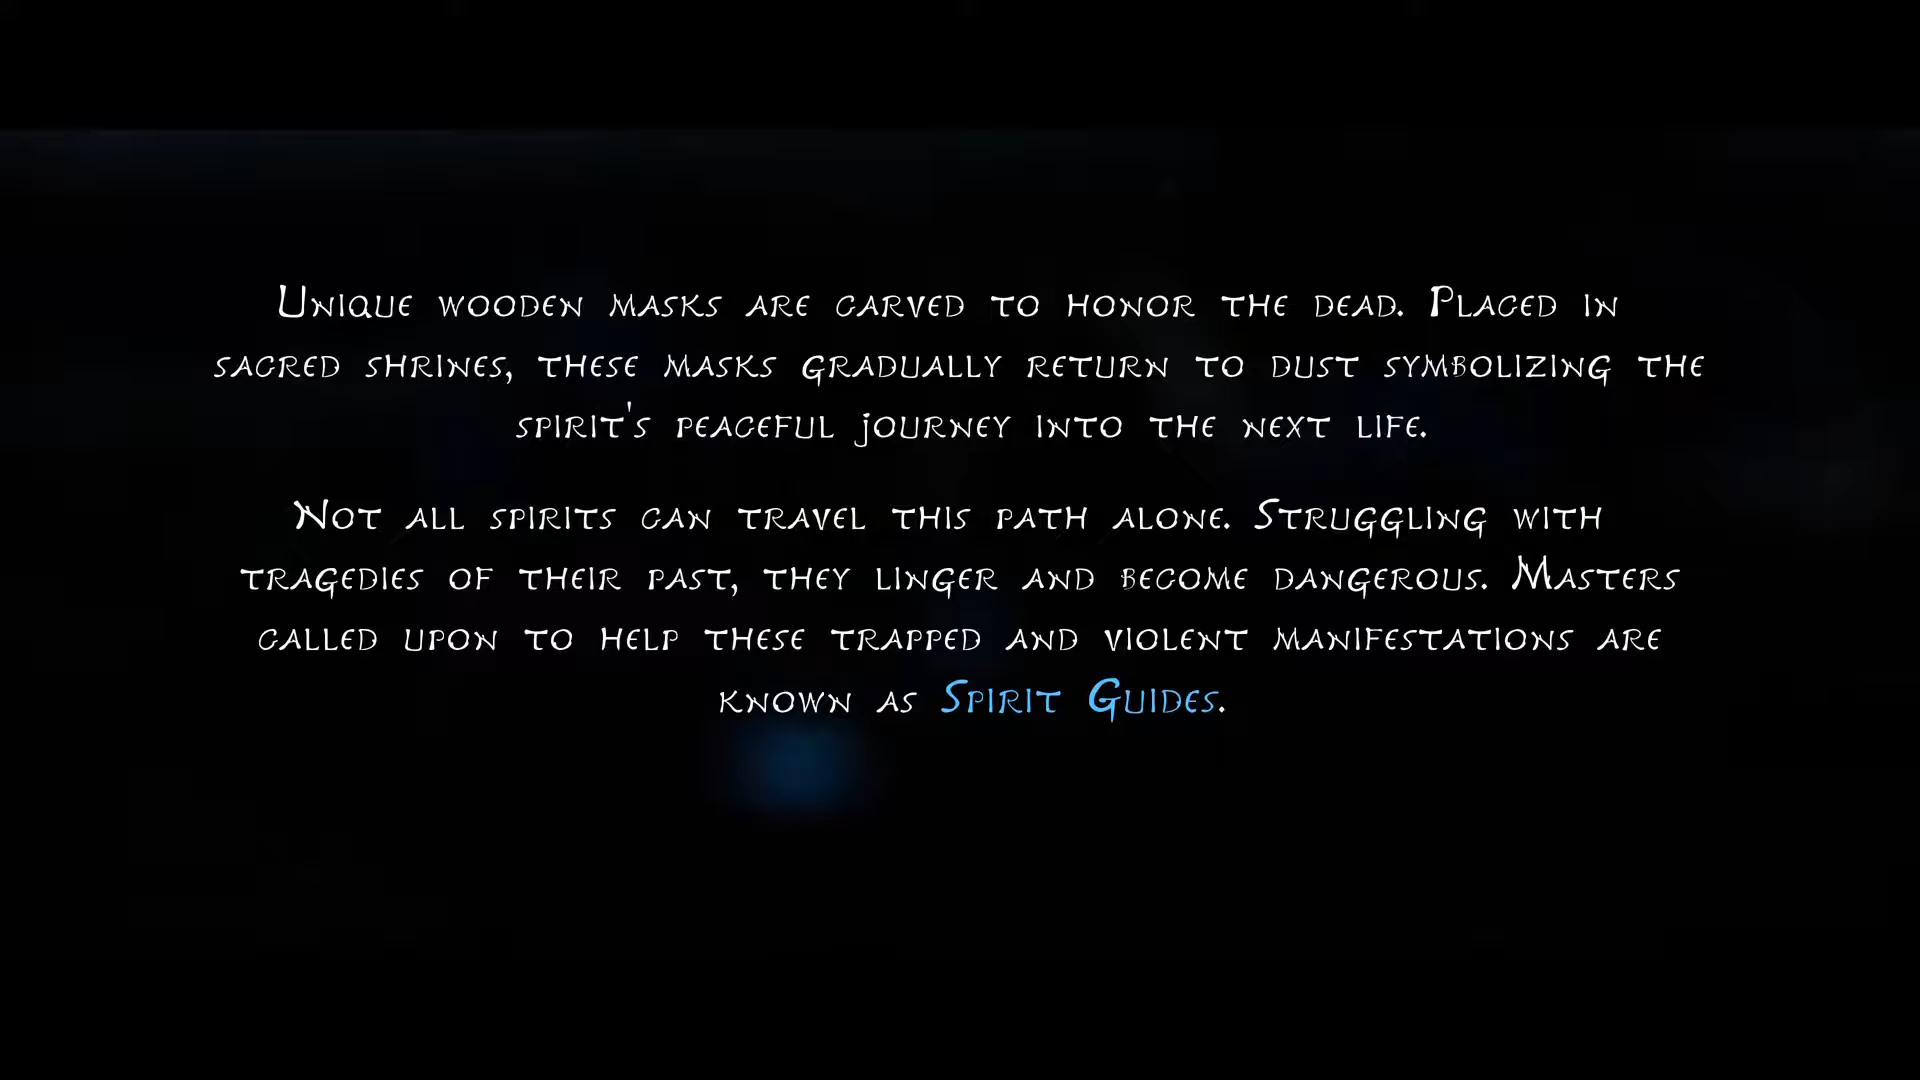 Unique wooden masks are carved to honor the dead. Placed in
sacred shrines, these masks gradually return to dust symbolizing the
spirit's peaceful journey into the next life.
Not all spirits can travel this path alone. Struggling with
tragedies of their past, they linger and become dangerous. Masters
called upon to help these trapped and violent manifestations are
known as Spirit Guides.